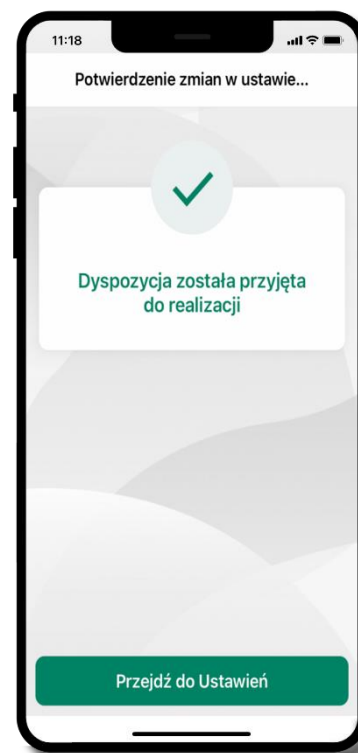 11:18
Potwierdzenie zmian w ustawie...
Dyspozycja została przyjęta
do realizacji
Przejdź do Ustawień